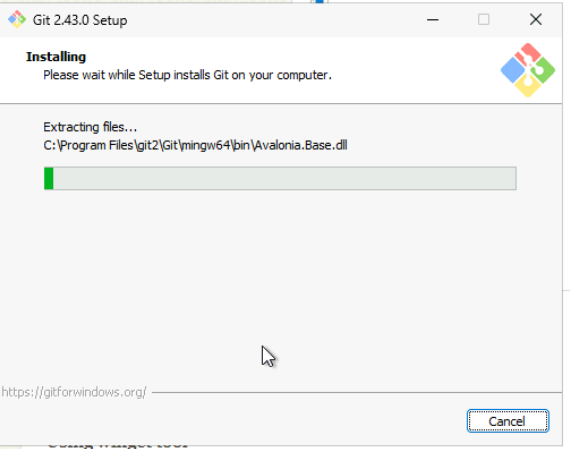 Git 2.43.0 Setup
Installing
Please wait while Setup installs Git on your computer.
Extracting files...
C:\Program Files\git2\Git\mingw64\bin\Avalonia.Base.dll
https://gitforwindows.org/
Cancel
Using winget tool